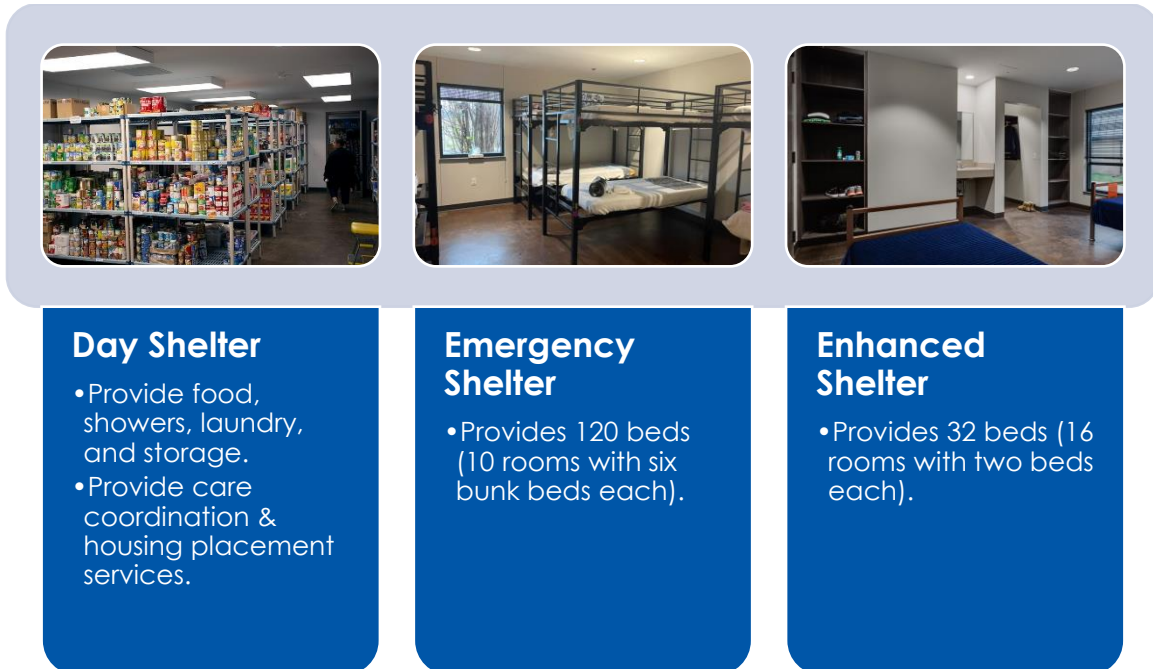 Day Shelter
•Provide food,
showers, laundry,
and storage.
•Provide care
coordination &
housing placement
services.
Emergency
Shelter
•Provides 120 beds
(10 rooms with six
bunk beds each).
Enhanced
Shelter
•Provides 32 beds (16
rooms with two beds
each).